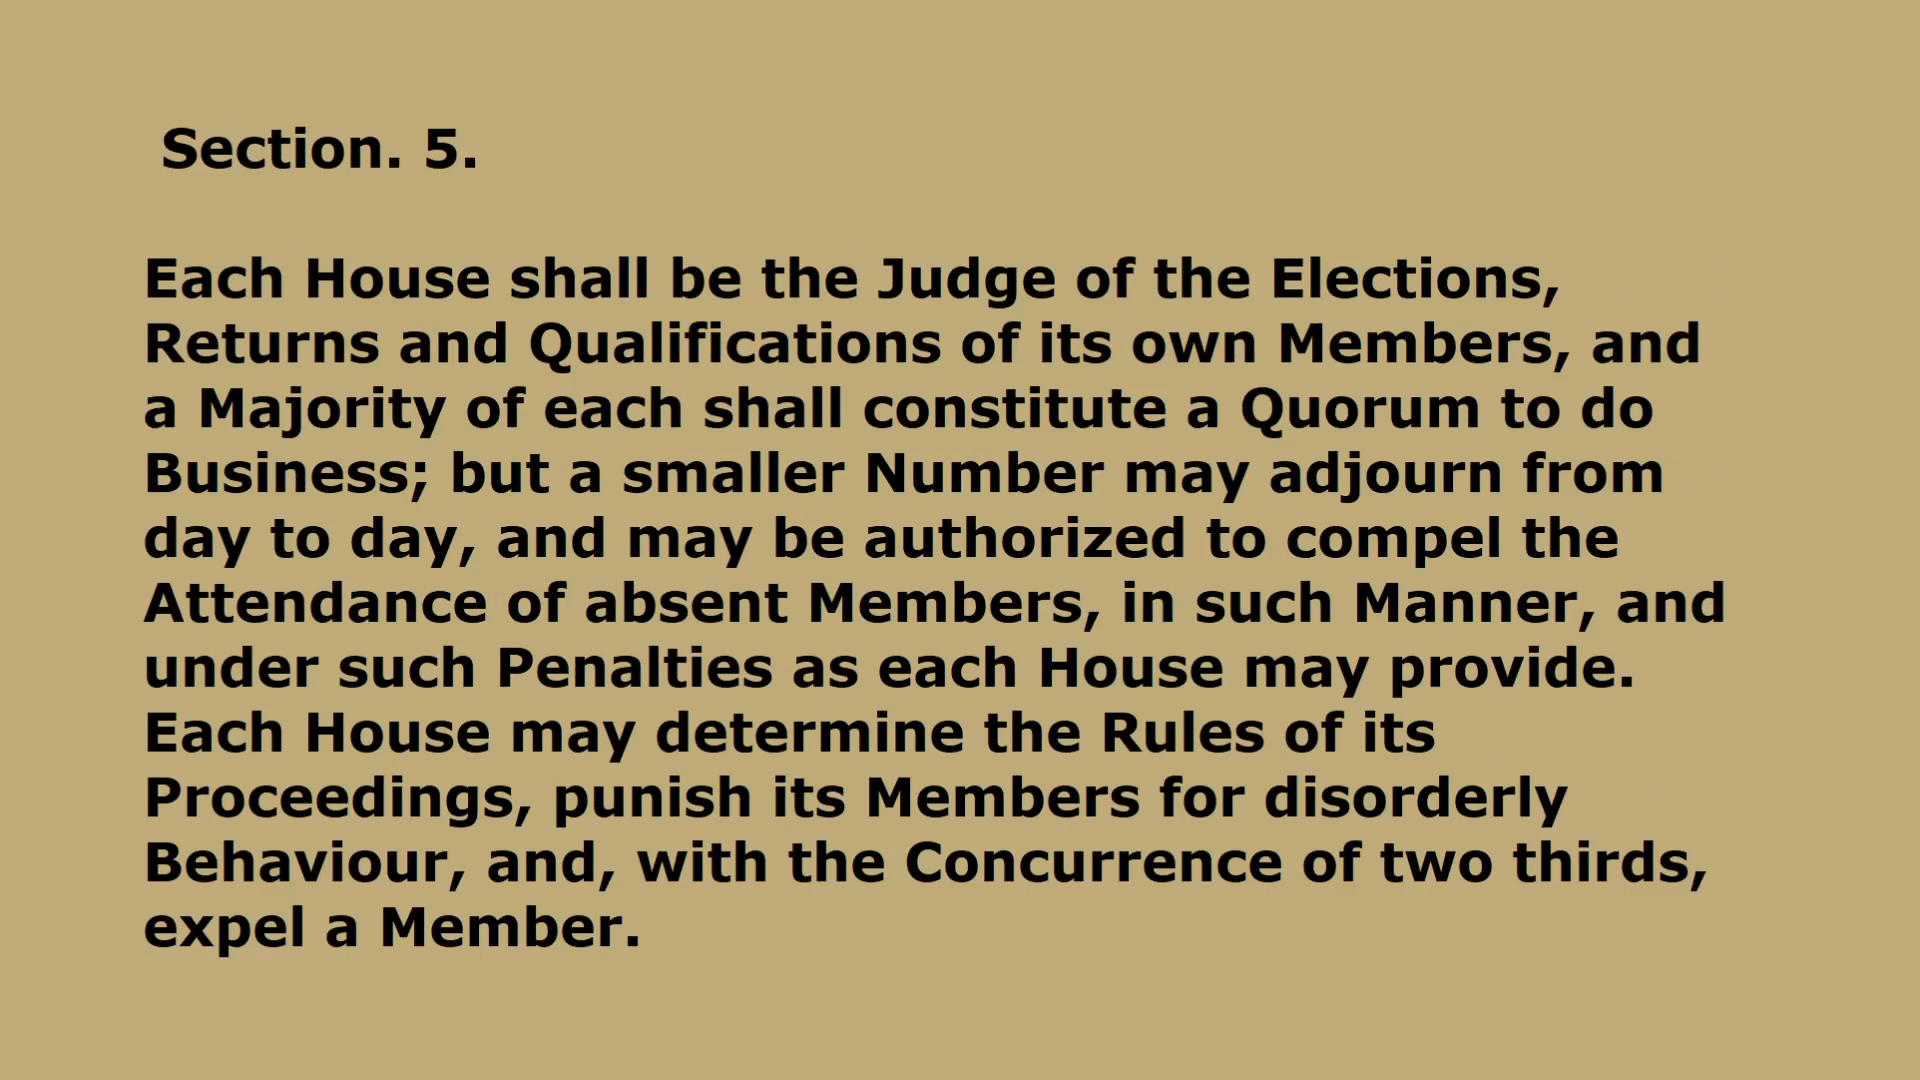 Section. 5.
Each House shall be the Judge of the Elections,
Returns and Qualifications of its own Members, and
a Majority of each shall constitute a Quorum to do
Business; but a smaller Number may adjourn from
day to day, and may be authorized to compel the
Attendance of absent Members, in such Manner, and
under such Penalties as each House may provide.
Each House may determine the Rules of its
Proceedings, punish its Members for disorderly
Behaviour, and, with the Concurrence of two thirds,
expel a Member.